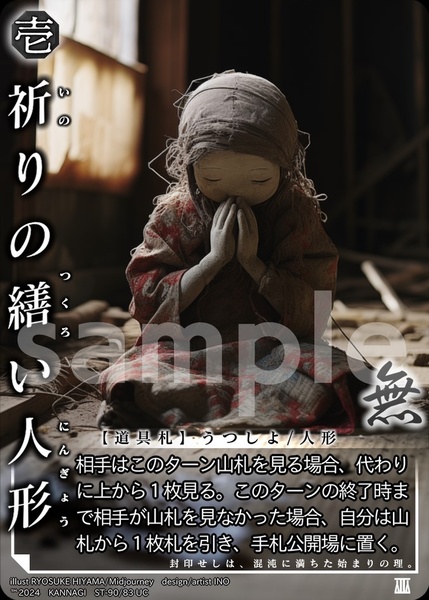 壱
祈りの繕い人形
いの
つくろ
にんぎょう
sample
無
【道具札】うつしよ/人形
相手はこのターン山札を見る場合、代わり
に上から1枚見る。このターンの終了時ま
で相手が山札を見なかった場合、自分は山
札から1枚札を引き、手札公開場に置く。
封印せしは、混沌に満ちた始まりの理。
illust RYOSUKE HIYAMA/Midjourney design/artist INO
™2024 KANNAGI ST-90/83 UC